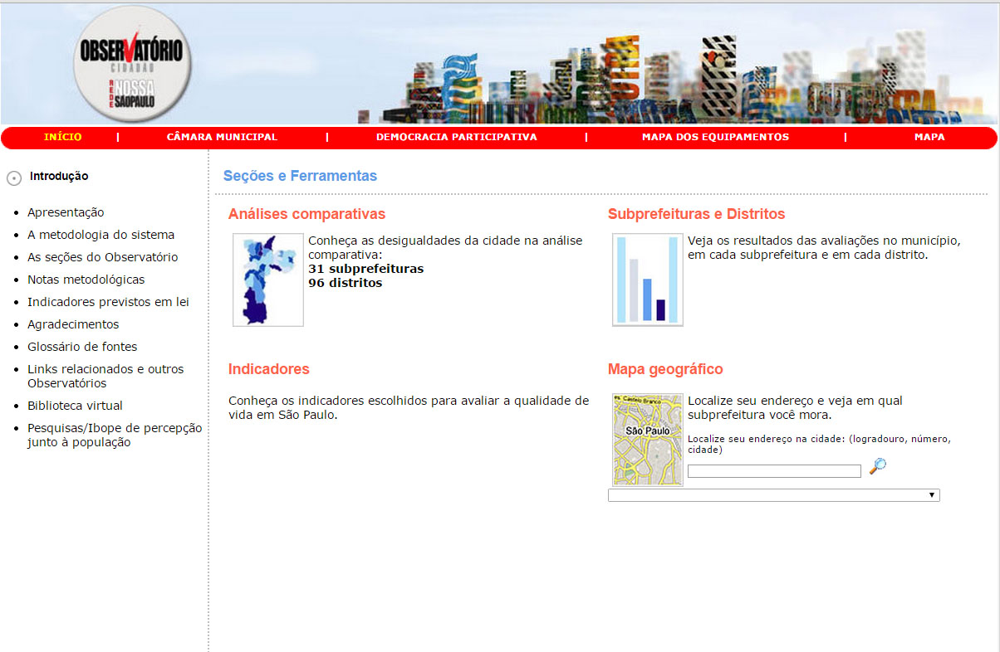 OBSERVATÓRIO
CIDADÃO
REDE
NOSSA
SÃOPAULO
INÍCIO | CÂMARA MUNICIPAL | DEMOCRACIA PARTICIPATIVA | MAPA DOS EQUIPAMENTOS | MAPA
Introdução
Apresentação
A metodologia do sistema
As seções do Observatório
Notas metodológicas
Indicadores previstos em lei
Agradecimentos
Glossário de fontes
Links relacionados e outros
Observatórios
Biblioteca virtual
Pesquisas/Ibope de percepção
junto à população
Seções e Ferramentas
Análises comparativas
Conheça as desigualdades da cidade na análise
comparativa:
31 subprefeituras
96 distritos
Subprefeituras e Distritos
Veja os resultados das avaliações no município,
em cada subprefeitura e em cada distrito.
Indicadores
Conheça os indicadores escolhidos para avaliar a qualidade de
vida em São Paulo.
Mapa geográfico
es. Castelo Branco
São Paulo
Localize seu endereço e veja em qual
subprefeitura você mora.
Localize seu endereço na cidade: (logradouro, número,
cidade)